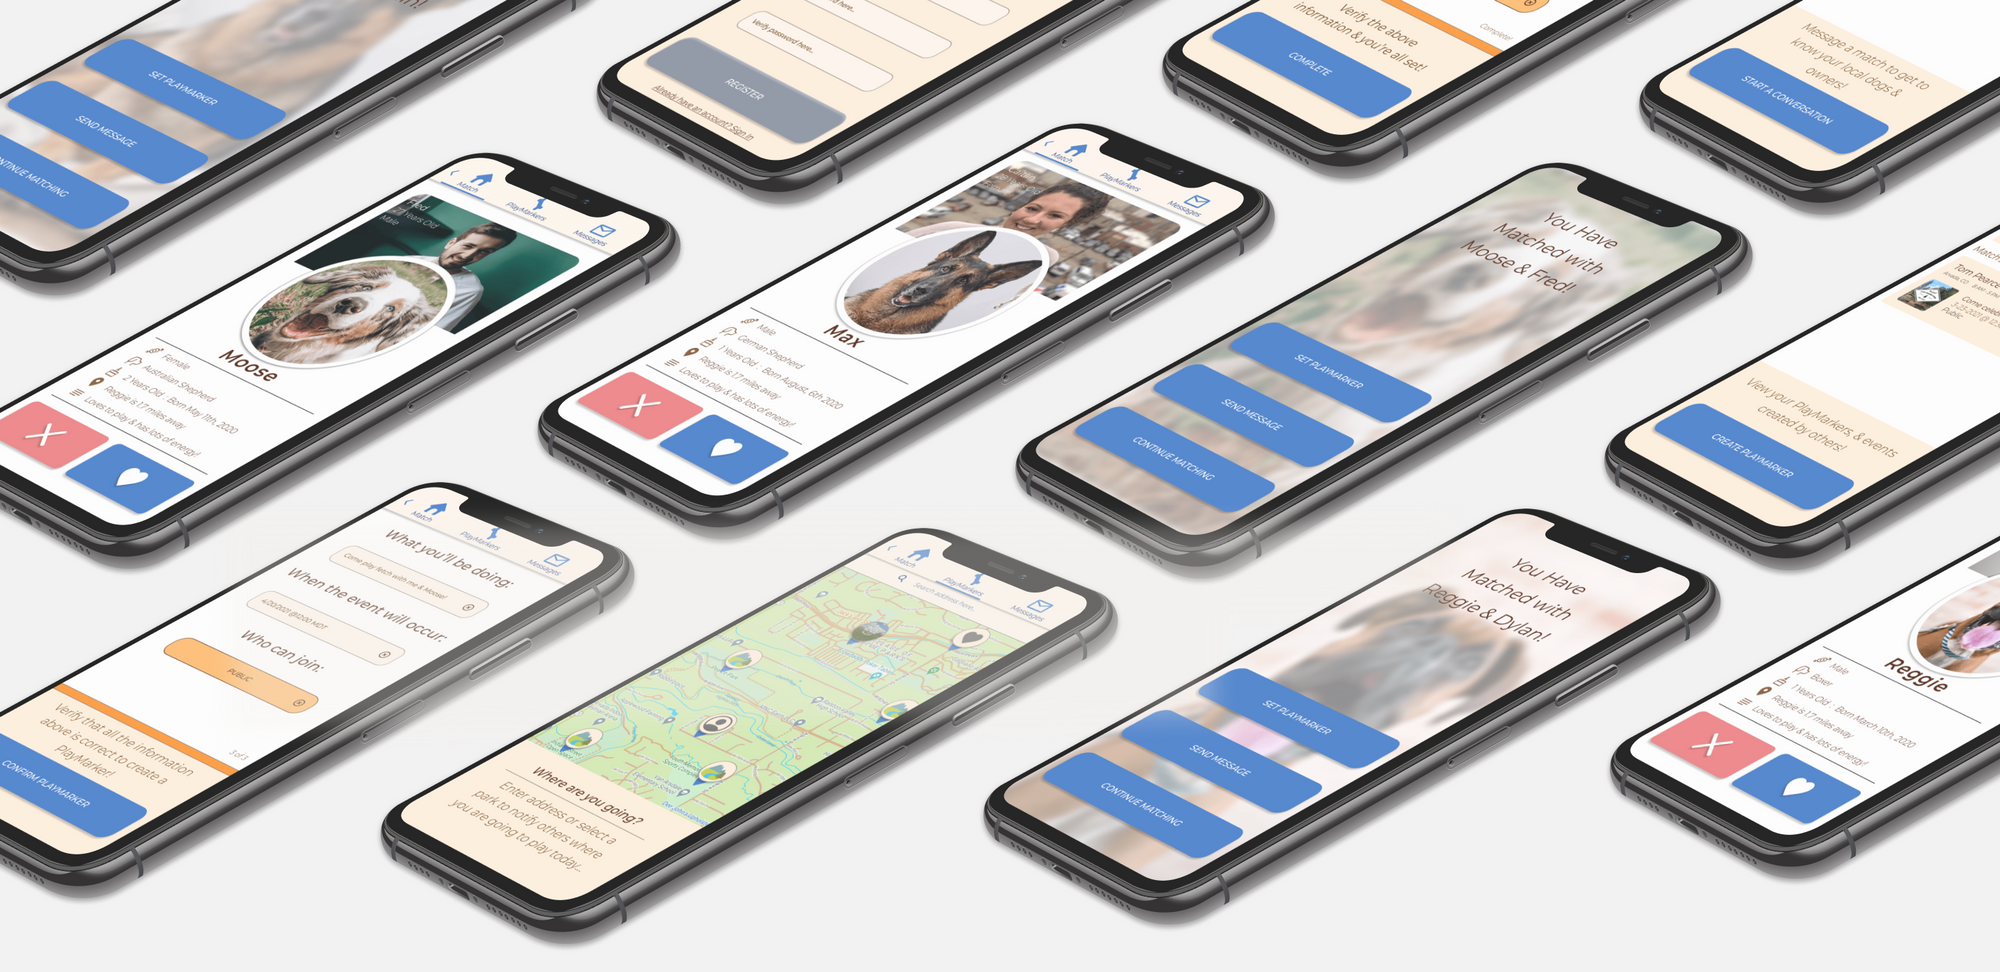 SET PLAYMARKER
SEND MESSAGE
CONTINUE MATCHING
Verify password here...
REGISTER
Already have an account? Sign In
Complete!
Verify the above
information & you're all set!
COMPLETE
Message a match to get to
know your local dogs &
owners!
START A CONVERSATION
Match
PlayMarkers
Messages
Fred
Years Old
Male
Moose
Female
Australian Shepherd
2 Years Old · Born May 11th, 2020
Reggie is 1.7 miles away
Loves to play & has lots of energy!
Match
PlayMarkers
Messages
Max
Male
German Shepherd
1 Years Old · Born August, 6th 2020
Reggie is 1.7 miles away
Loves to play & has lots of energy!
You Have
Matched with
Moose & Fred!
SET PLAYMARKER
SEND MESSAGE
CONTINUE MATCHING
Match
Tom Pearce
Public
View your PlayMarkers, & events
created by others!
CREATE PLAYMARKER
Match
PlayMarkers
Messages
What you'll be doing:
Come play fetch with me & Moose!
When the event will occur:
4/20/2021 @12:00 MDT
Who can join:
PUBLIC
3 of 3
Verify that all the information
above is correct to create a
PlayMarker!
CONFIRM PLAYMARKER
Match
PlayMarkers
Messages
Search address here...
Where are you going?
Enter address or select a
park to notify others where
you are going to play today...
You Have
Matched with
Reggie & Dylan!
SET PLAYMARKER
SEND MESSAGE
CONTINUE MATCHING
Reggie
Male
Boxer
1 Years Old · Born March 10th, 2020
Reggie is 1.7 miles away
Loves to play & has lots of energy!